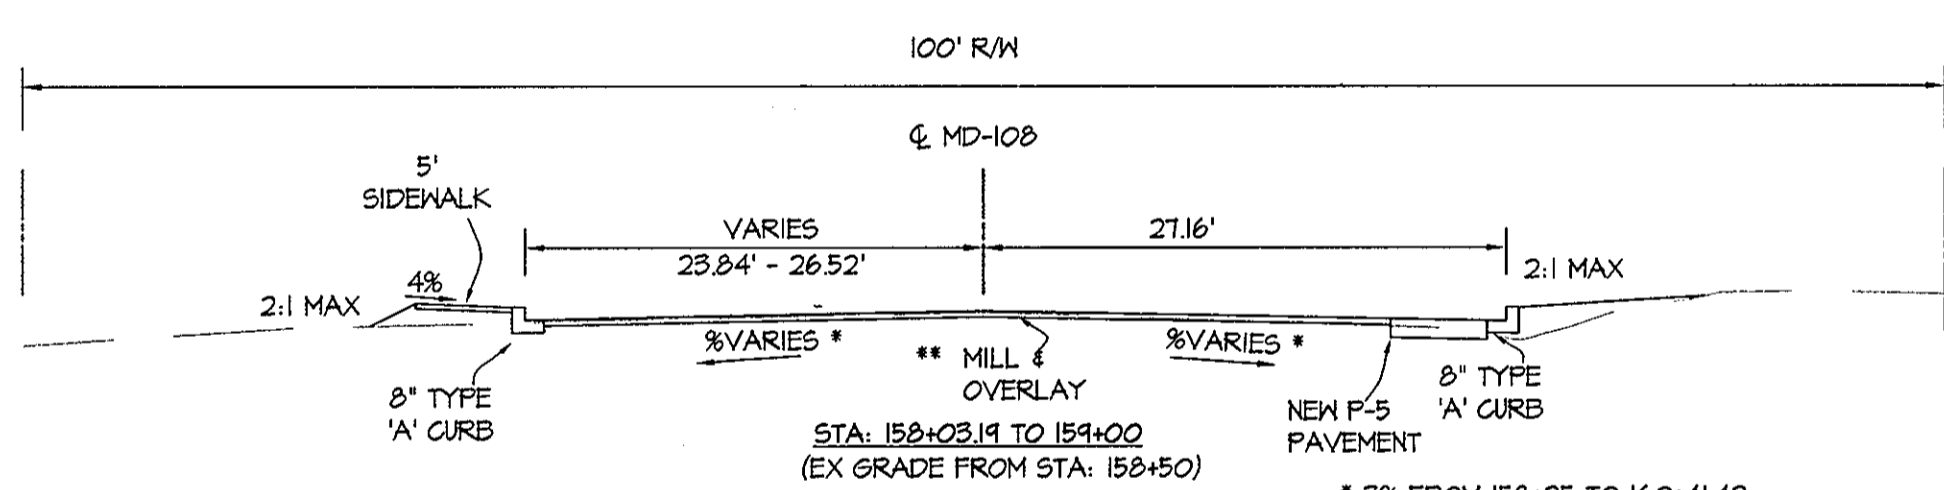 100' R/W
℄ MD-108
5'
SIDEWALK
VARIES
27.16'
23.84' - 26.52'
2:1 MAX
4%
2:1 MAX
%VARIES *
** MILL &
OVERLAY
%VARIES *
8" TYPE
'A' CURB
NEW P-5
PAVEMENT
8" TYPE
'A' CURB
STA: 158+03.19 TO 159+00
(EX GRADE FROM STA: 158+50)